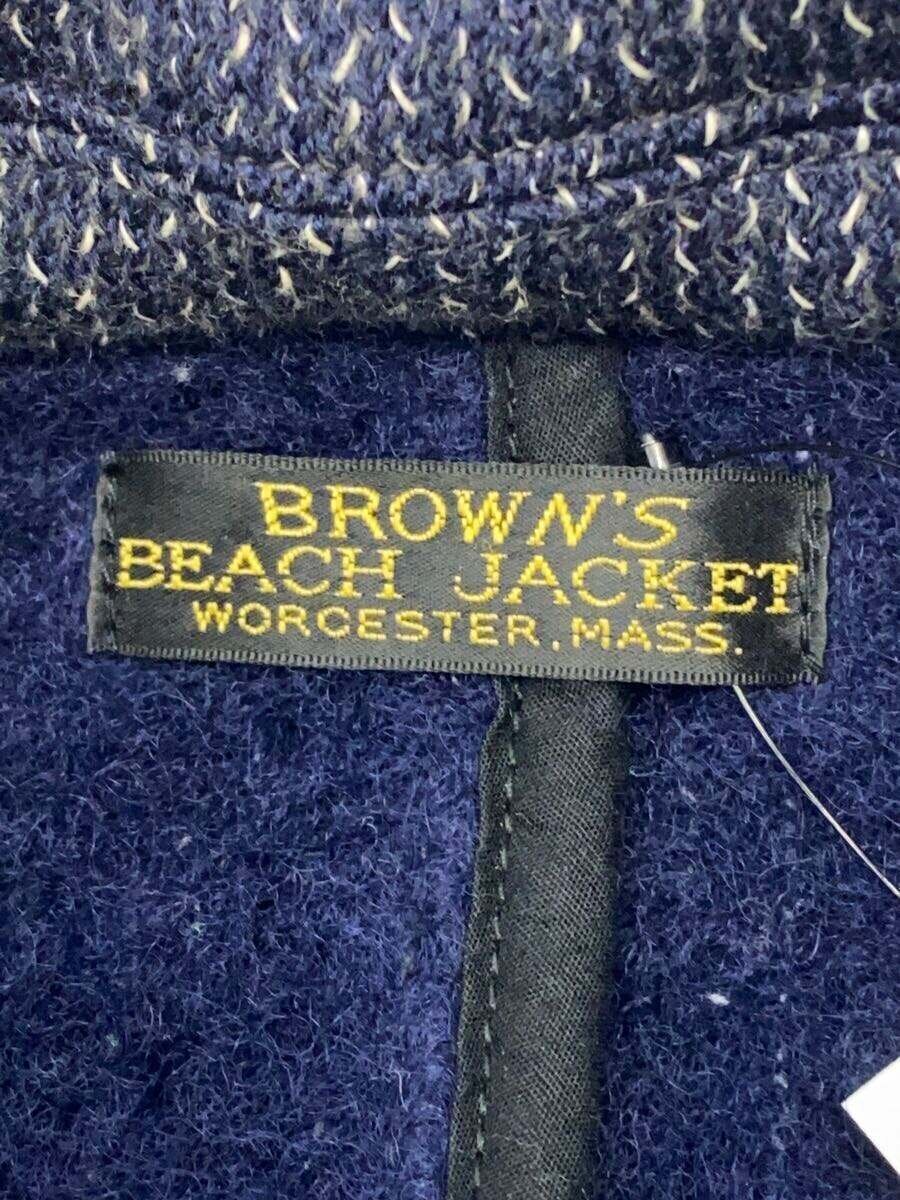 BROWN'S
BEACH JACKET
WORCESTER, MASS.